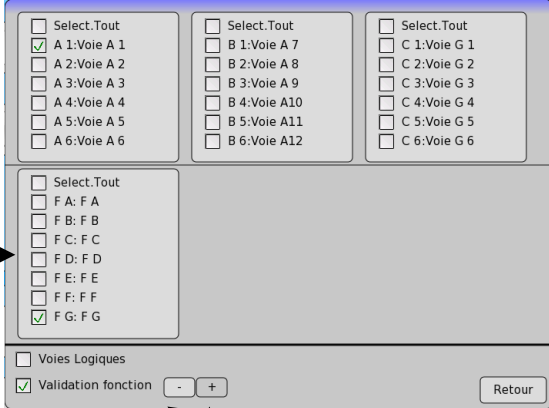 Select.Tout
A 1:Voie A 1
A 2:Voie A 2
A 3:Voie A 3
A 4:Voie A 4
A 5:Voie A 5
A 6:Voie A 6
Select.Tout
B 1:Voie A 7
B 2:Voie A 8
B 3:Voie A 9
B 4:Voie A10
B 5:Voie A11
B 6:Voie A12
Select.Tout
C 1:Voie G 1
C 2:Voie G 2
C 3:Voie G 3
C 4:Voie G 4
C 5:Voie G 5
C 6:Voie G 6
Select.Tout
F A: F A
F B: F B
F C: F C
F D: F D
F E: F E
F F: F F
F G: F G
Voies Logiques
Validation fonction - +
Retour